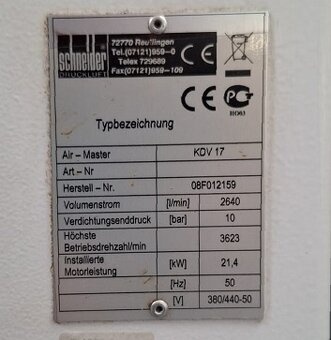 schneider
DRUCKLUFT
72770 Reutlingen
Tel.(07121)959-0
Telex 729689
Fax(07121)959-109
CE
CE
Typbezeichnung
Air - Master KDV 17
Art - Nr
Herstell - Nr. 08F012159
Volumenstrom [l/min] 2640
Verdichtungsenddruck [bar] 10
Höchste
Betriebsdrehzahl/min 3623
Installierte
Motorleistung [kW] 21,4
[Hz] 50
[V] 380/440-50